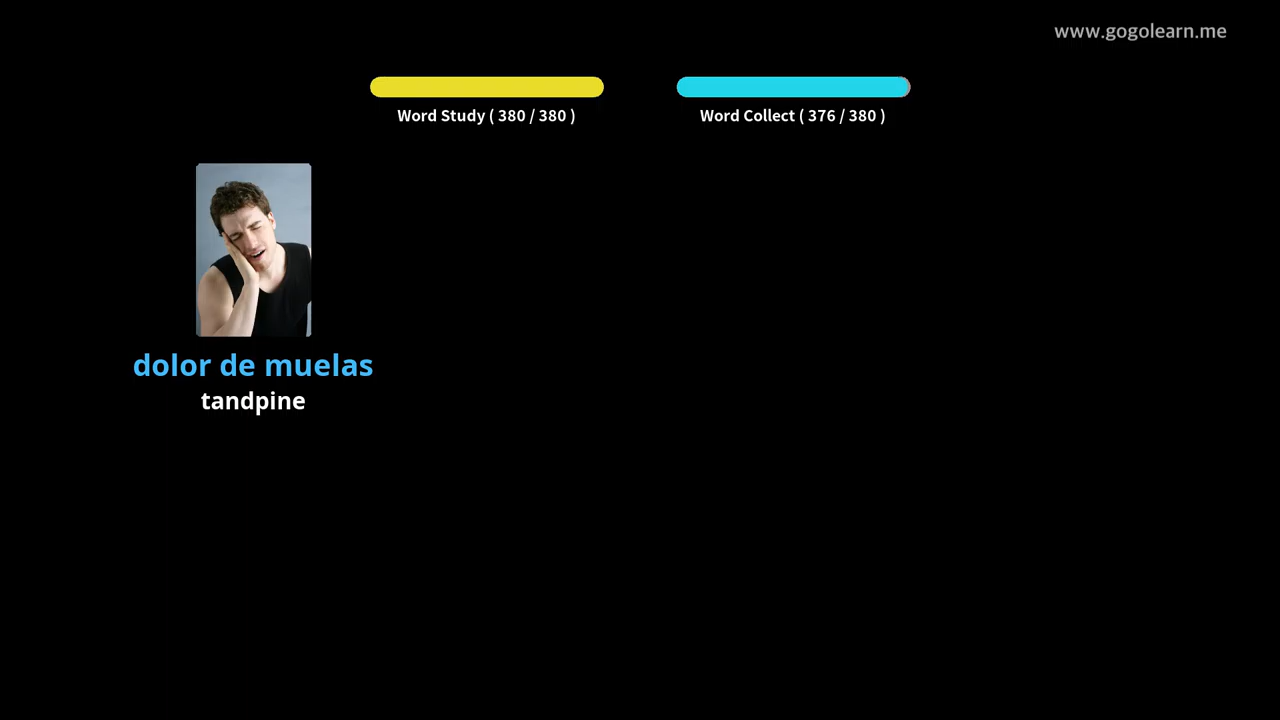 www.gogolearn.me
Word Study ( 380 / 380 )
Word Collect ( 376 / 380 )
dolor de muelas
tandpine